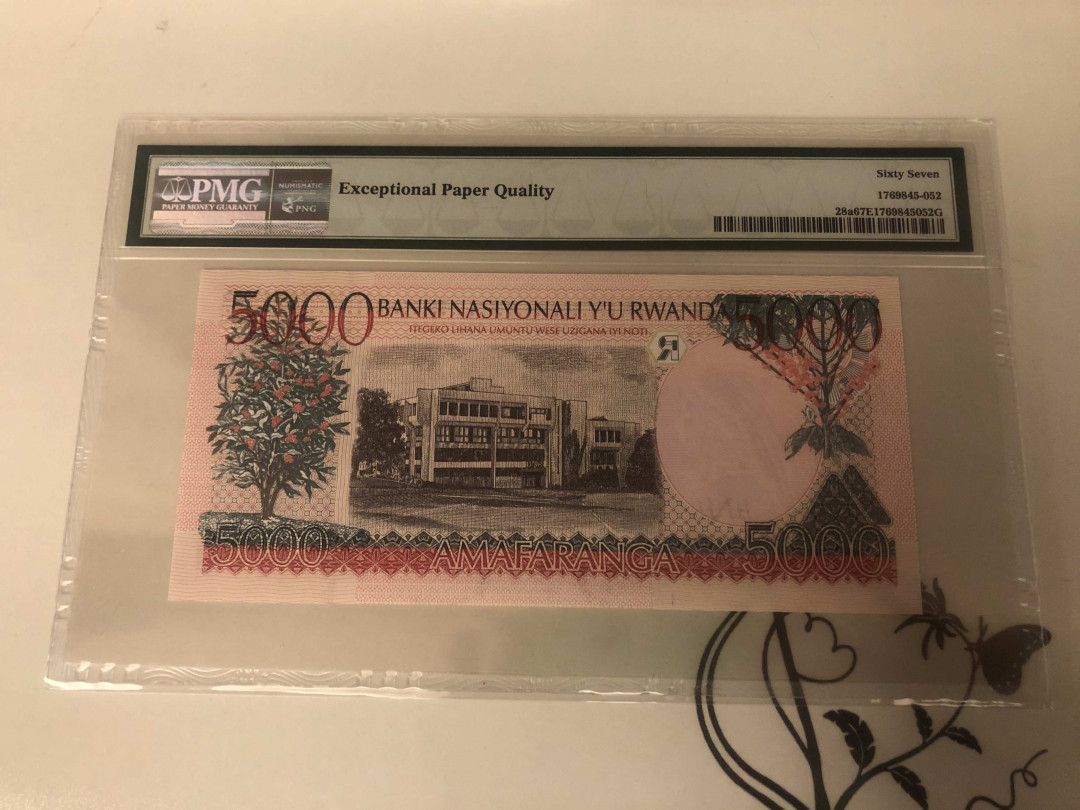 PMG
PAPER MONEY GUARANTY
NUMISMATIC
PNG
Exceptional Paper Quality
Sixty Seven
1769845-052
28a67E1769845052G
5000 BANKI NASIYONALI Y'U RWANDA 5000
ITEGEKO LIHANA UMUNTU WESE UZIGANA IYI NOTI
R
5000 AMAFARANGA 5000